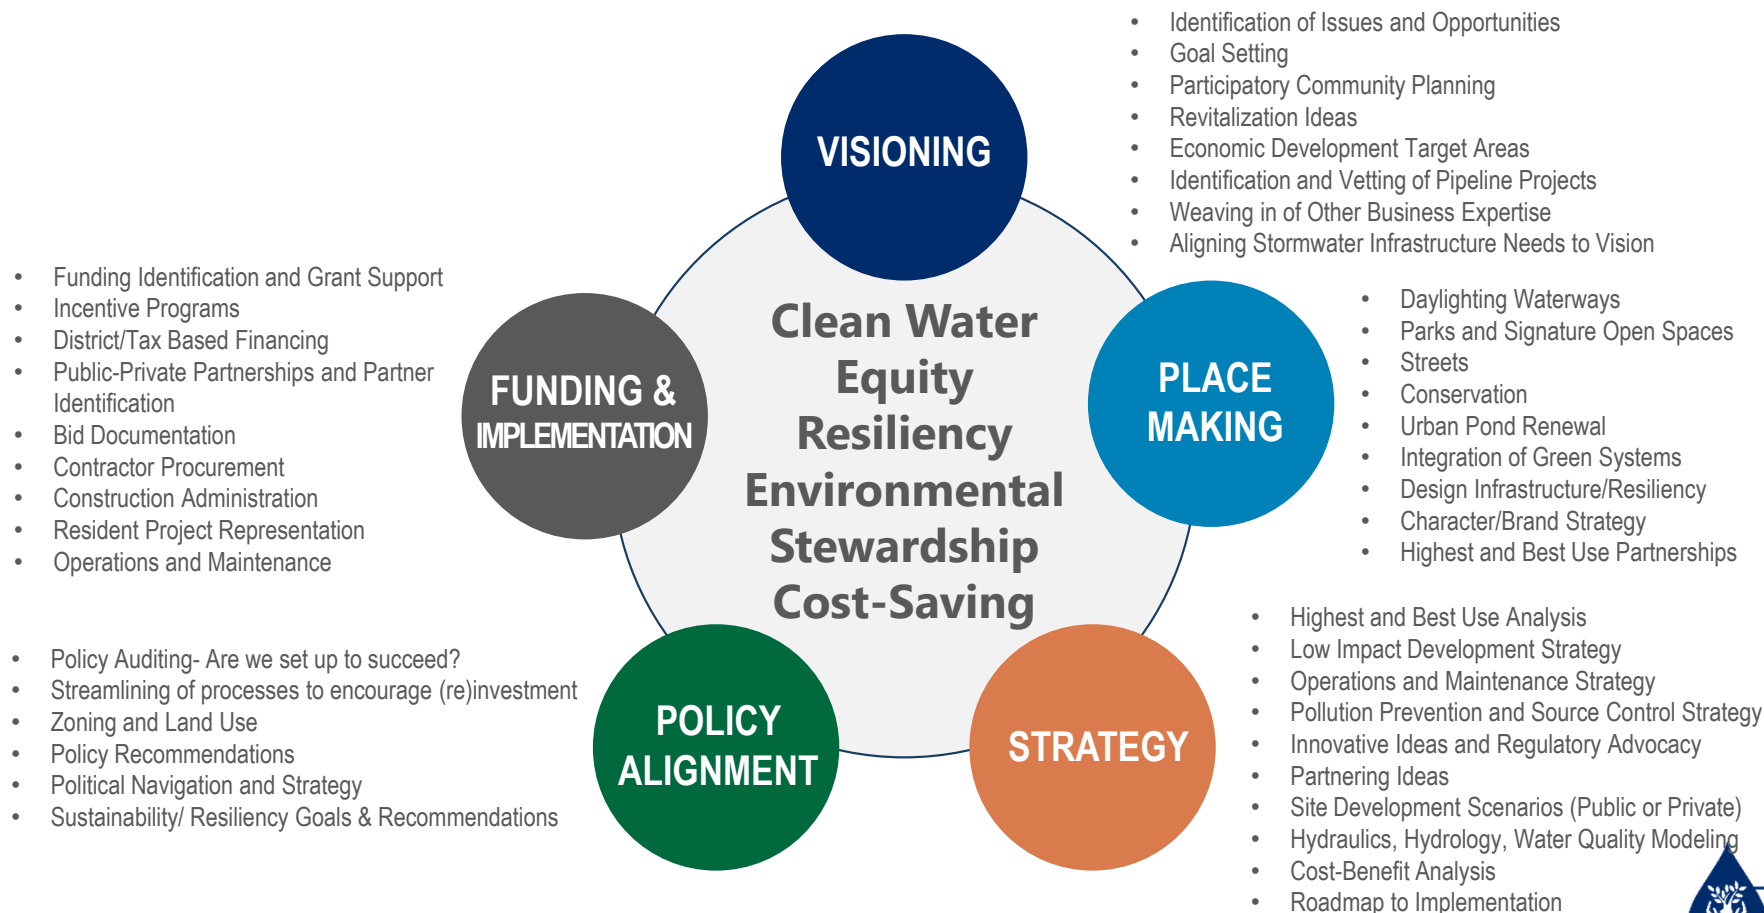 VISIONING
• Identification of Issues and Opportunities
• Goal Setting
• Participatory Community Planning
• Revitalization Ideas
• Economic Development Target Areas
• Identification and Vetting of Pipeline Projects
• Weaving in of Other Business Expertise
• Aligning Stormwater Infrastructure Needs to Vision
PLACE
MAKING
• Daylighting Waterways
• Parks and Signature Open Spaces
• Streets
• Conservation
• Urban Pond Renewal
• Integration of Green Systems
• Design Infrastructure/Resiliency
• Character/Brand Strategy
• Highest and Best Use Partnerships
STRATEGY
• Highest and Best Use Analysis
• Low Impact Development Strategy
• Operations and Maintenance Strategy
• Pollution Prevention and Source Control Strategy
• Innovative Ideas and Regulatory Advocacy
• Partnering Ideas
• Site Development Scenarios (Public or Private)
• Hydraulics, Hydrology, Water Quality Modeling
• Cost-Benefit Analysis
• Roadmap to Implementation
POLICY
ALIGNMENT
• Policy Auditing- Are we set up to succeed?
• Streamlining of processes to encourage (re)investment
• Zoning and Land Use
• Policy Recommendations
• Political Navigation and Strategy
• Sustainability/ Resiliency Goals & Recommendations
FUNDING &
IMPLEMENTATION
• Funding Identification and Grant Support
• Incentive Programs
• District/Tax Based Financing
• Public-Private Partnerships and Partner
Identification
• Bid Documentation
• Contractor Procurement
• Construction Administration
• Resident Project Representation
• Operations and Maintenance
Clean Water
Equity
Resiliency
Environmental
Stewardship
Cost-Saving